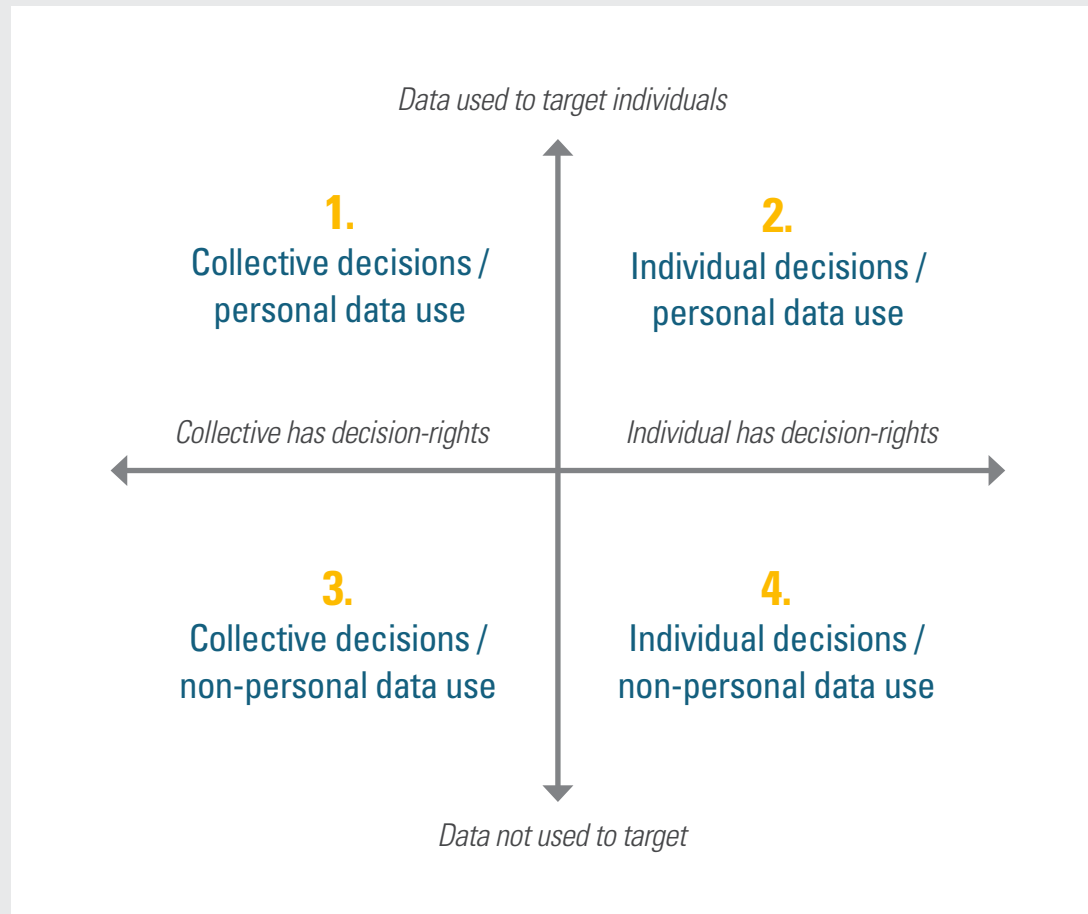 Data used to target individuals
1.
Collective decisions /
personal data use
2.
Individual decisions /
personal data use
Collective has decision-rights
Individual has decision-rights
3.
Collective decisions /
non-personal data use
4.
Individual decisions /
non-personal data use
Data not used to target